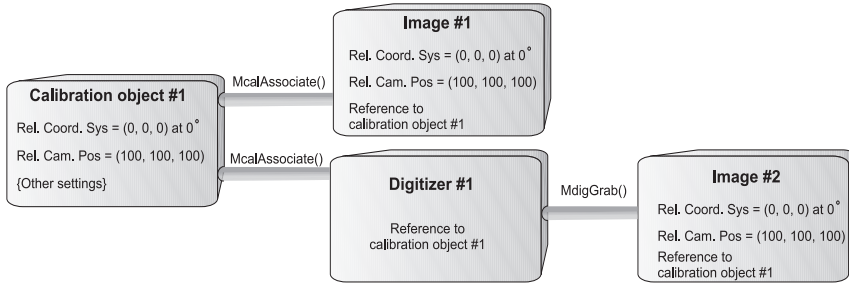 Calibration object #1
Rel. Coord. Sys = (0, 0, 0) at 0°
Rel. Cam. Pos = (100, 100, 100)
{Other settings}
McalAssociate()
Image #1
Rel. Coord. Sys = (0, 0, 0) at 0°
Rel. Cam. Pos = (100, 100, 100)
Reference to
calibration object #1
McalAssociate()
Digitizer #1
Reference to
calibration object #1
MdigGrab()
Image #2
Rel. Coord. Sys = (0, 0, 0) at 0°
Rel. Cam. Pos = (100, 100, 100)
Reference to
calibration object #1